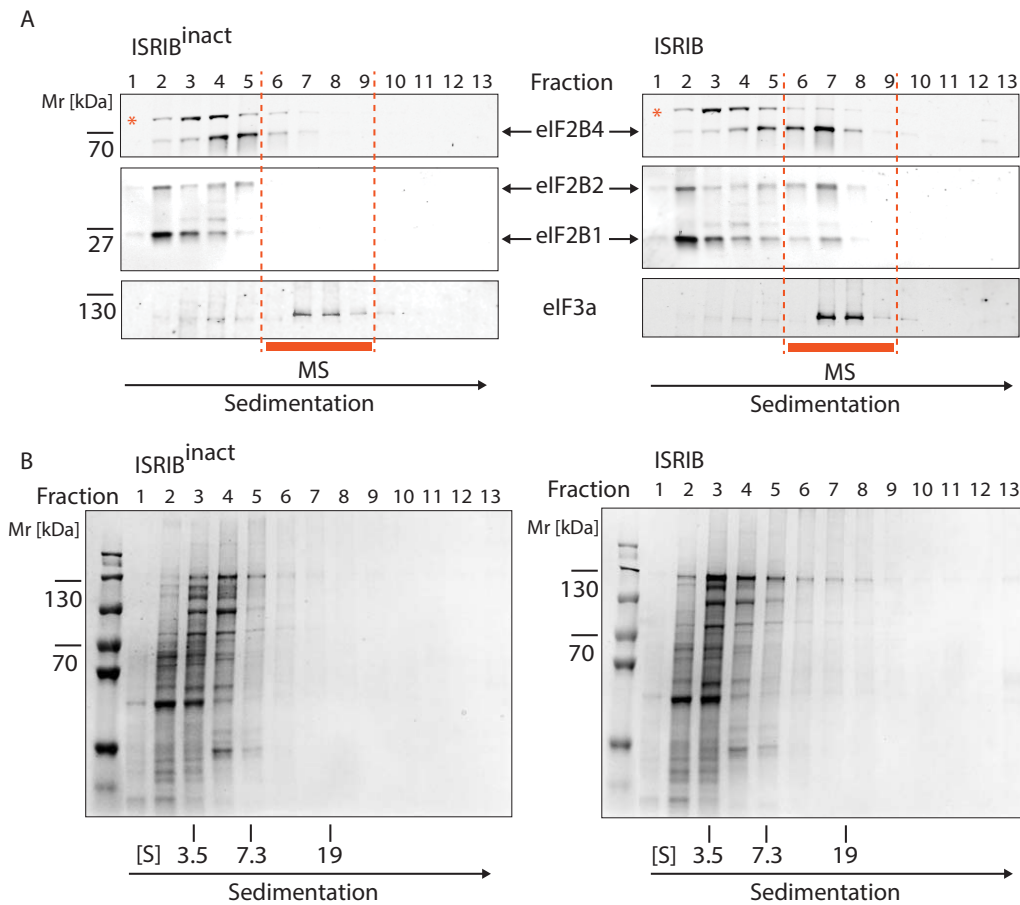 A
ISRIB^inact
ISRIB
1 2 3 4 5 6 7 8 9 10 11 12 13
Fraction
1 2 3 4 5 6 7 8 9 10 11 12 13
Mr [kDa]
*
*
70
eIF2B4
eIF2B2
27
eIF2B1
130
eIF3a
MS
MS
Sedimentation
Sedimentation
B
ISRIB^inact
ISRIB
Fraction 1 2 3 4 5 6 7 8 9 10 11 12 13
Fraction 1 2 3 4 5 6 7 8 9 10 11 12 13
Mr [kDa]
Mr [kDa]
130
130
70
70
[S] 3.5 7.3 19
[S] 3.5 7.3 19
Sedimentation
Sedimentation